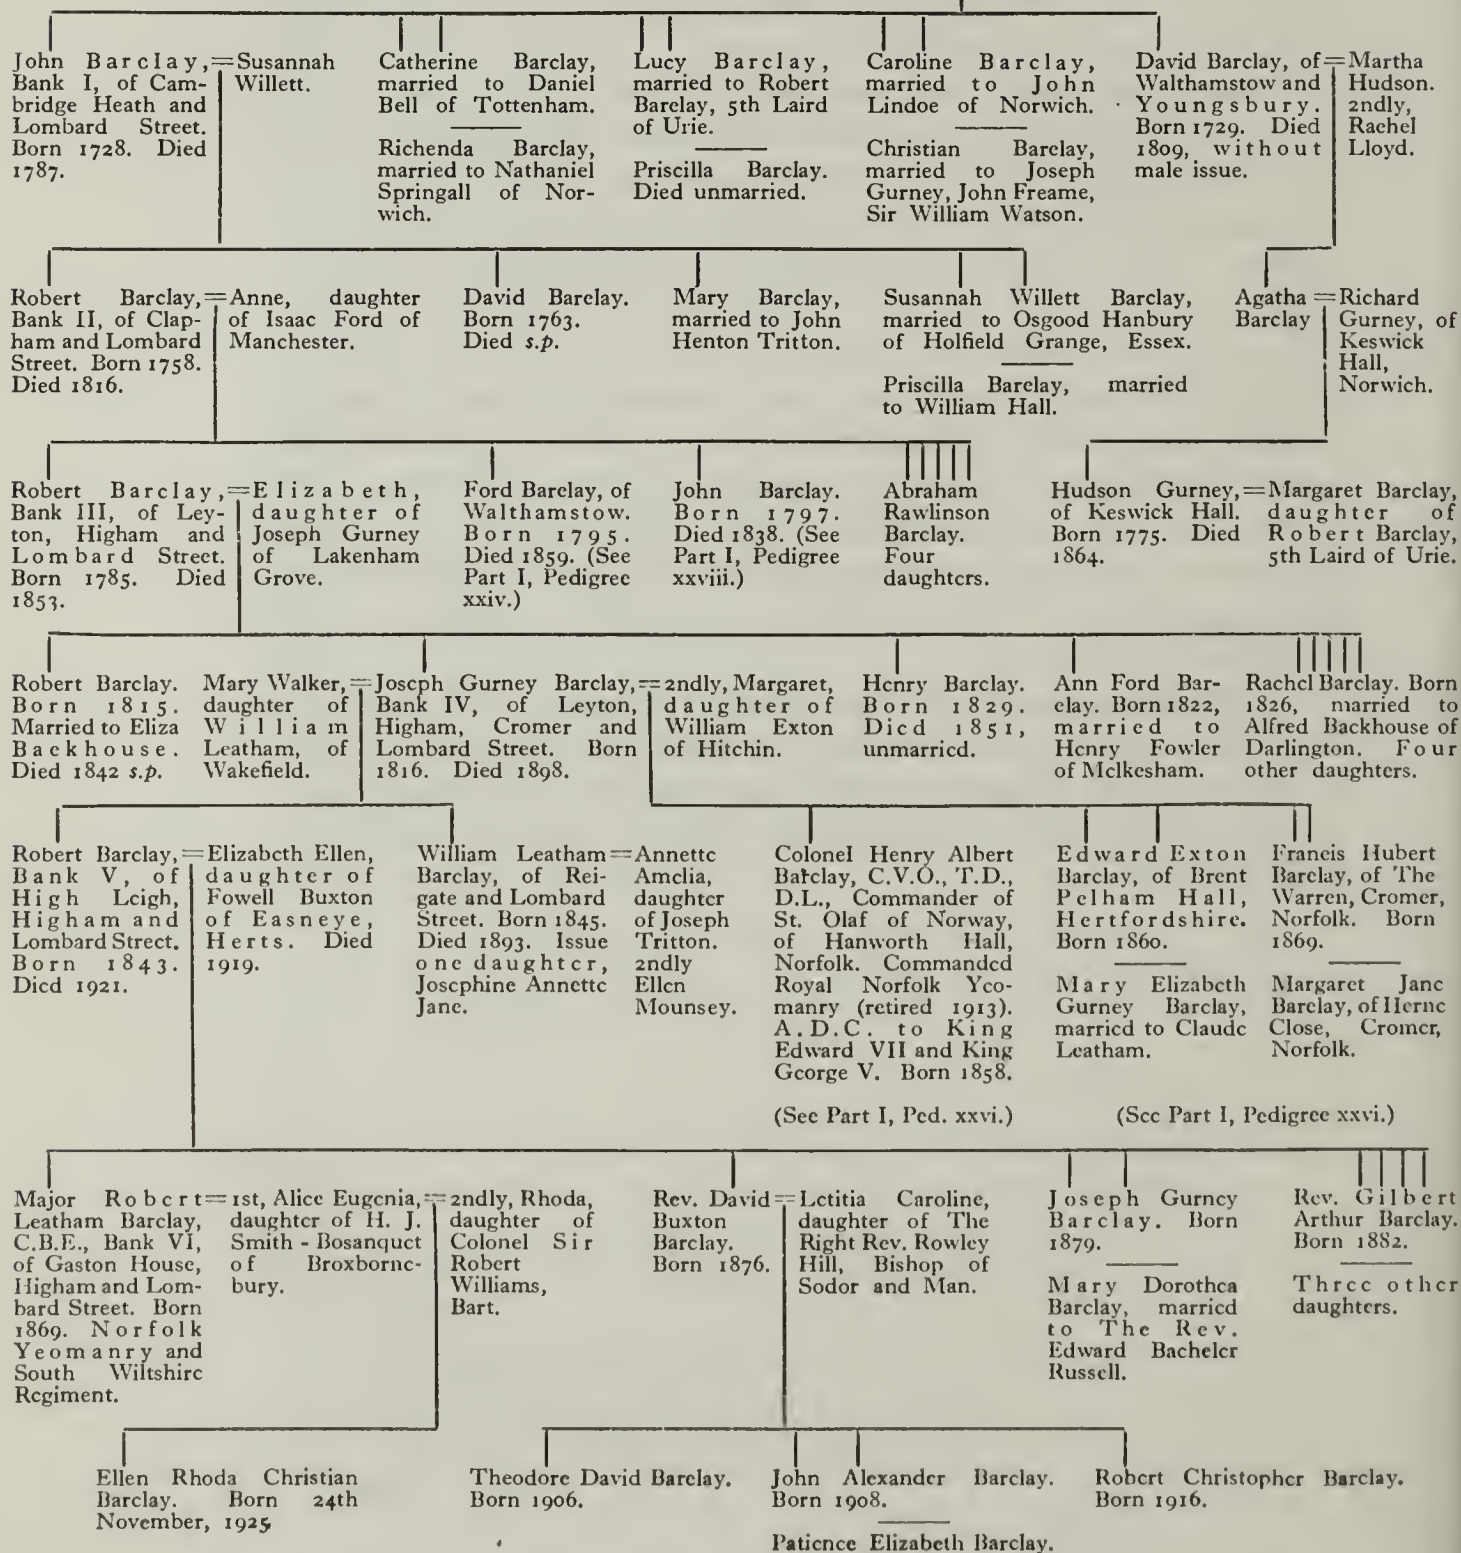 John Barclay,=Susannah
Bank I, of Cam-
bridge Heath and
Lombard Street.
Born 1728. Died
1787.
Willett.
Catherine Barclay,
married to Daniel
Bell of Tottenham.
Richenda Barclay,
married to Nathaniel
Springall of Nor-
wich.
Lucy Barclay,
married to Robert
Barclay, 5th Laird
of Urie.
Priscilla Barclay.
Died unmarried.
Caroline Barclay,
married to John
Lindoe of Norwich.
Christian Barclay,
married to Joseph
Gurney, John Freame,
Sir William Watson.
David Barclay, of=Martha
Walthamstow and
Youngsbury.
Born 1729. Died
1809, without
male issue.
Hudson.
2ndly,
Rachel
Lloyd.
Robert Barclay,=Anne, daughter
Bank II, of Clap-
ham and Lombard
Street. Born 1758.
Died 1816.
of Isaac Ford of
Manchester.
David Barclay.
Born 1763.
Died s.p.
Mary Barclay,
married to John
Henton Tritton.
Susannah Willett Barclay,
married to Osgood Hanbury
of Holfield Grange, Essex.
Priscilla Barclay, married
to William Hall.
Agatha=Richard
Barclay
Gurney, of
Keswick
Hall,
Norwich.
Robert Barclay,=Elizabeth,
Bank III, of Ley-
ton, Higham and
Lombard Street.
Born 1785. Died
1853.
daughter of
Joseph Gurney
of Lakenham
Grove.
Ford Barclay, of
Walthamstow.
Born 1795.
Died 1859. (See
Part I, Pedigree
xxiv.)
John Barclay.
Born 1797.
Died 1838. (See
Part I, Pedigree
xxviii.)
Abraham
Rawlinson
Barclay.
Four
daughters.
Hudson Gurney,=Margaret Barclay,
of Keswick Hall.
Born 1775. Died
1864.
daughter of
Robert Barclay,
5th Laird of Urie.
Robert Barclay.
Born 1815.
Married to Eliza
Backhouse.
Died 1842 s.p.
Mary Walker,=Joseph Gurney Barclay,=2ndly, Margaret,
daughter of
William
Leatham, of
Wakefield.
Bank IV, of Leyton,
Higham, Cromer and
Lombard Street. Born
1816. Died 1898.
daughter of
William Exton
of Hitchin.
Henry Barclay.
Born 1829.
Died 1851,
unmarried.
Ann Ford Bar-
clay. Born 1822,
married to
Henry Fowler
of Melkesham.
Rachel Barclay. Born
1826, married to
Alfred Backhouse of
Darlington. Four
other daughters.
Robert Barclay,=Elizabeth Ellen,
Bank V, of
High Leigh,
Higham and
Lombard Street.
Born 1843.
Died 1921.
daughter of
Fowell Buxton
of Easneye,
Herts. Died
1919.
William Leatham=Annette
Barclay, of Rei-
gate and Lombard
Street. Born 1845.
Died 1893. Issue
one daughter,
Josephine Annette
Jane.
Amelia,
daughter
of Joseph
Tritton.
2ndly
Ellen
Mounsey.
Colonel Henry Albert
Barclay, C.V.O., T.D.,
D.L., Commander of
St. Olaf of Norway,
of Hanworth Hall,
Norfolk. Commanded
Royal Norfolk Yeo-
manry (retired 1913).
A.D.C. to King
Edward VII and King
George V. Born 1858.
(See Part I, Ped. xxvi.)
Edward Exton
Barclay, of Brent
Pelham Hall,
Hertfordshire.
Born 1860.
Mary Elizabeth
Gurney Barclay,
married to Claude
Leatham.
Francis Hubert
Barclay, of The
Warren, Cromer,
Norfolk. Born
1869.
Margaret Jane
Barclay, of Herne
Close, Cromer,
Norfolk.
(See Part I, Pedigree xxvi.)
Major Robert=1st, Alice Eugenia,=2ndly, Rhoda,
Leatham Barclay,
C.B.E., Bank VI,
of Gaston House,
Higham and Lom-
bard Street. Born
1869. Norfolk
Yeomanry and
South Wiltshire
Regiment.
daughter of H. J.
Smith-Bosanquet
of Broxborne-
bury.
daughter of
Colonel Sir
Robert
Williams,
Bart.
Rev. David=Letitia Caroline,
Buxton
Barclay.
Born 1876.
daughter of The
Right Rev. Rowley
Hill, Bishop of
Sodor and Man.
Joseph Gurney
Barclay. Born
1879.
Mary Dorothea
Barclay, married
to The Rev.
Edward Bacheler
Russell.
Rev. Gilbert
Arthur Barclay.
Born 1882.
Three other
daughters.
Ellen Rhoda Christian
Barclay. Born 24th
November, 1925
Theodore David Barclay.
Born 1906.
John Alexander Barclay.
Born 1908.
Patience Elizabeth Barclay.
Robert Christopher Barclay.
Born 1916.